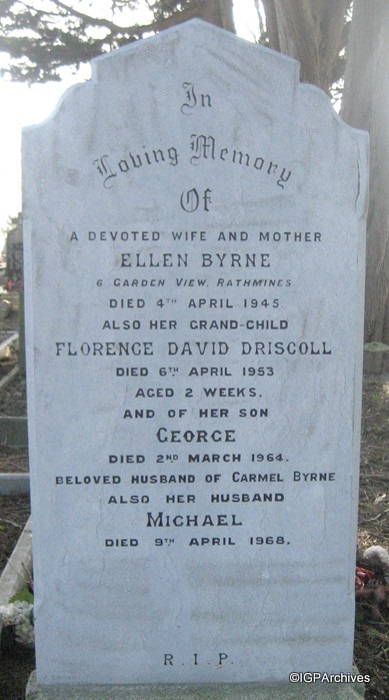 In
Loving Memory
Of
A DEVOTED WIFE AND MOTHER
ELLEN BYRNE
6 GARDEN VIEW. RATHMINES
DIED 4TH APRIL 1945
ALSO HER GRAND-CHILD
FLORENCE DAVID DRISCOLL
DIED 6TH APRIL 1953
AGED 2 WEEKS.
AND OF HER SON
GEORGE
DIED 2ND MARCH 1964.
BELOVED HUSBAND OF CARMEL BYRNE
ALSO HER HUSBAND
MICHAEL
DIED 9TH APRIL 1968.
R.I.P.
©IGPArchives